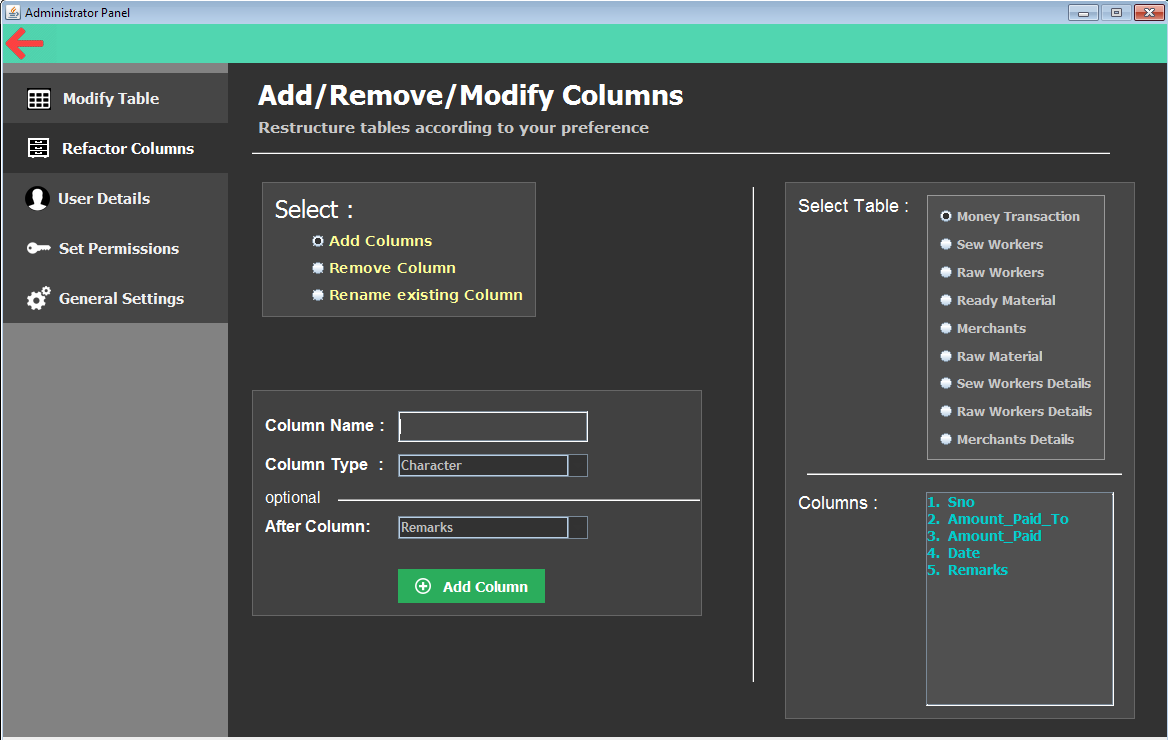 Administrator Panel
Modify Table
Refactor Columns
User Details
Set Permissions
General Settings
Add/Remove/Modify Columns
Restructure tables according to your preference
Select :
Add Columns
Remove Column
Rename existing Column
Column Name :
Column Type :
Character
optional
After Column:
Remarks
Add Column
Select Table :
Money Transaction
Sew Workers
Raw Workers
Ready Material
Merchants
Raw Material
Sew Workers Details
Raw Workers Details
Merchants Details
Columns :
1. Sno
2. Amount_Paid_To
3. Amount_Paid
4. Date
5. Remarks